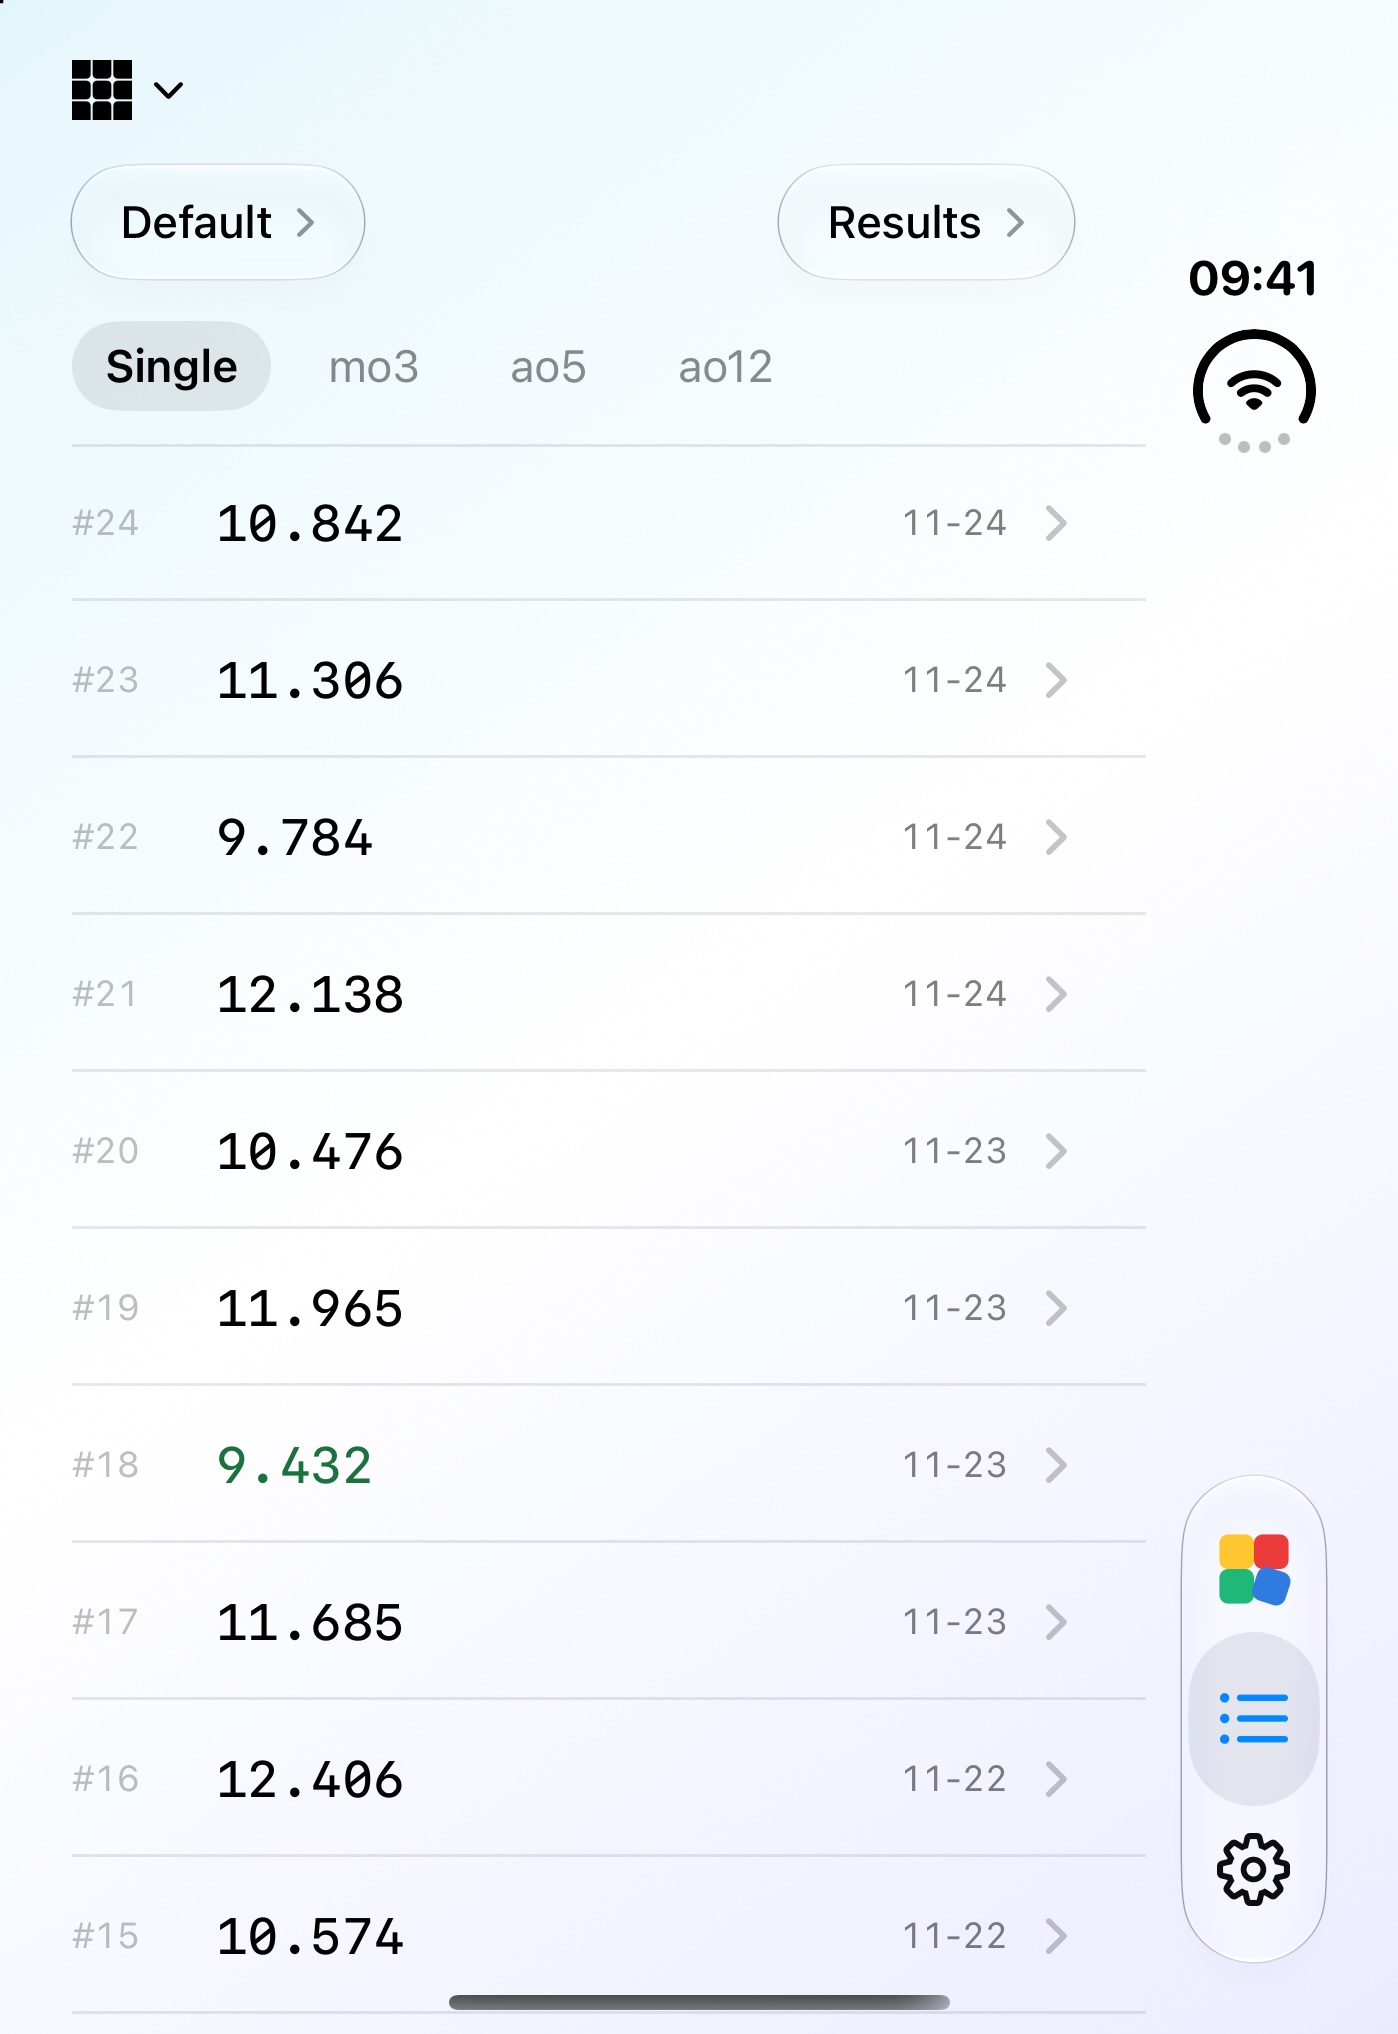 Default
Results
09:41
Single mo3 ao5 ao12
#24 10.842 11-24
#23 11.306 11-24
#22 9.784 11-24
#21 12.138 11-24
#20 10.476 11-23
#19 11.965 11-23
#18 9.432 11-23
#17 11.685 11-23
#16 12.406 11-22
#15 10.574 11-22